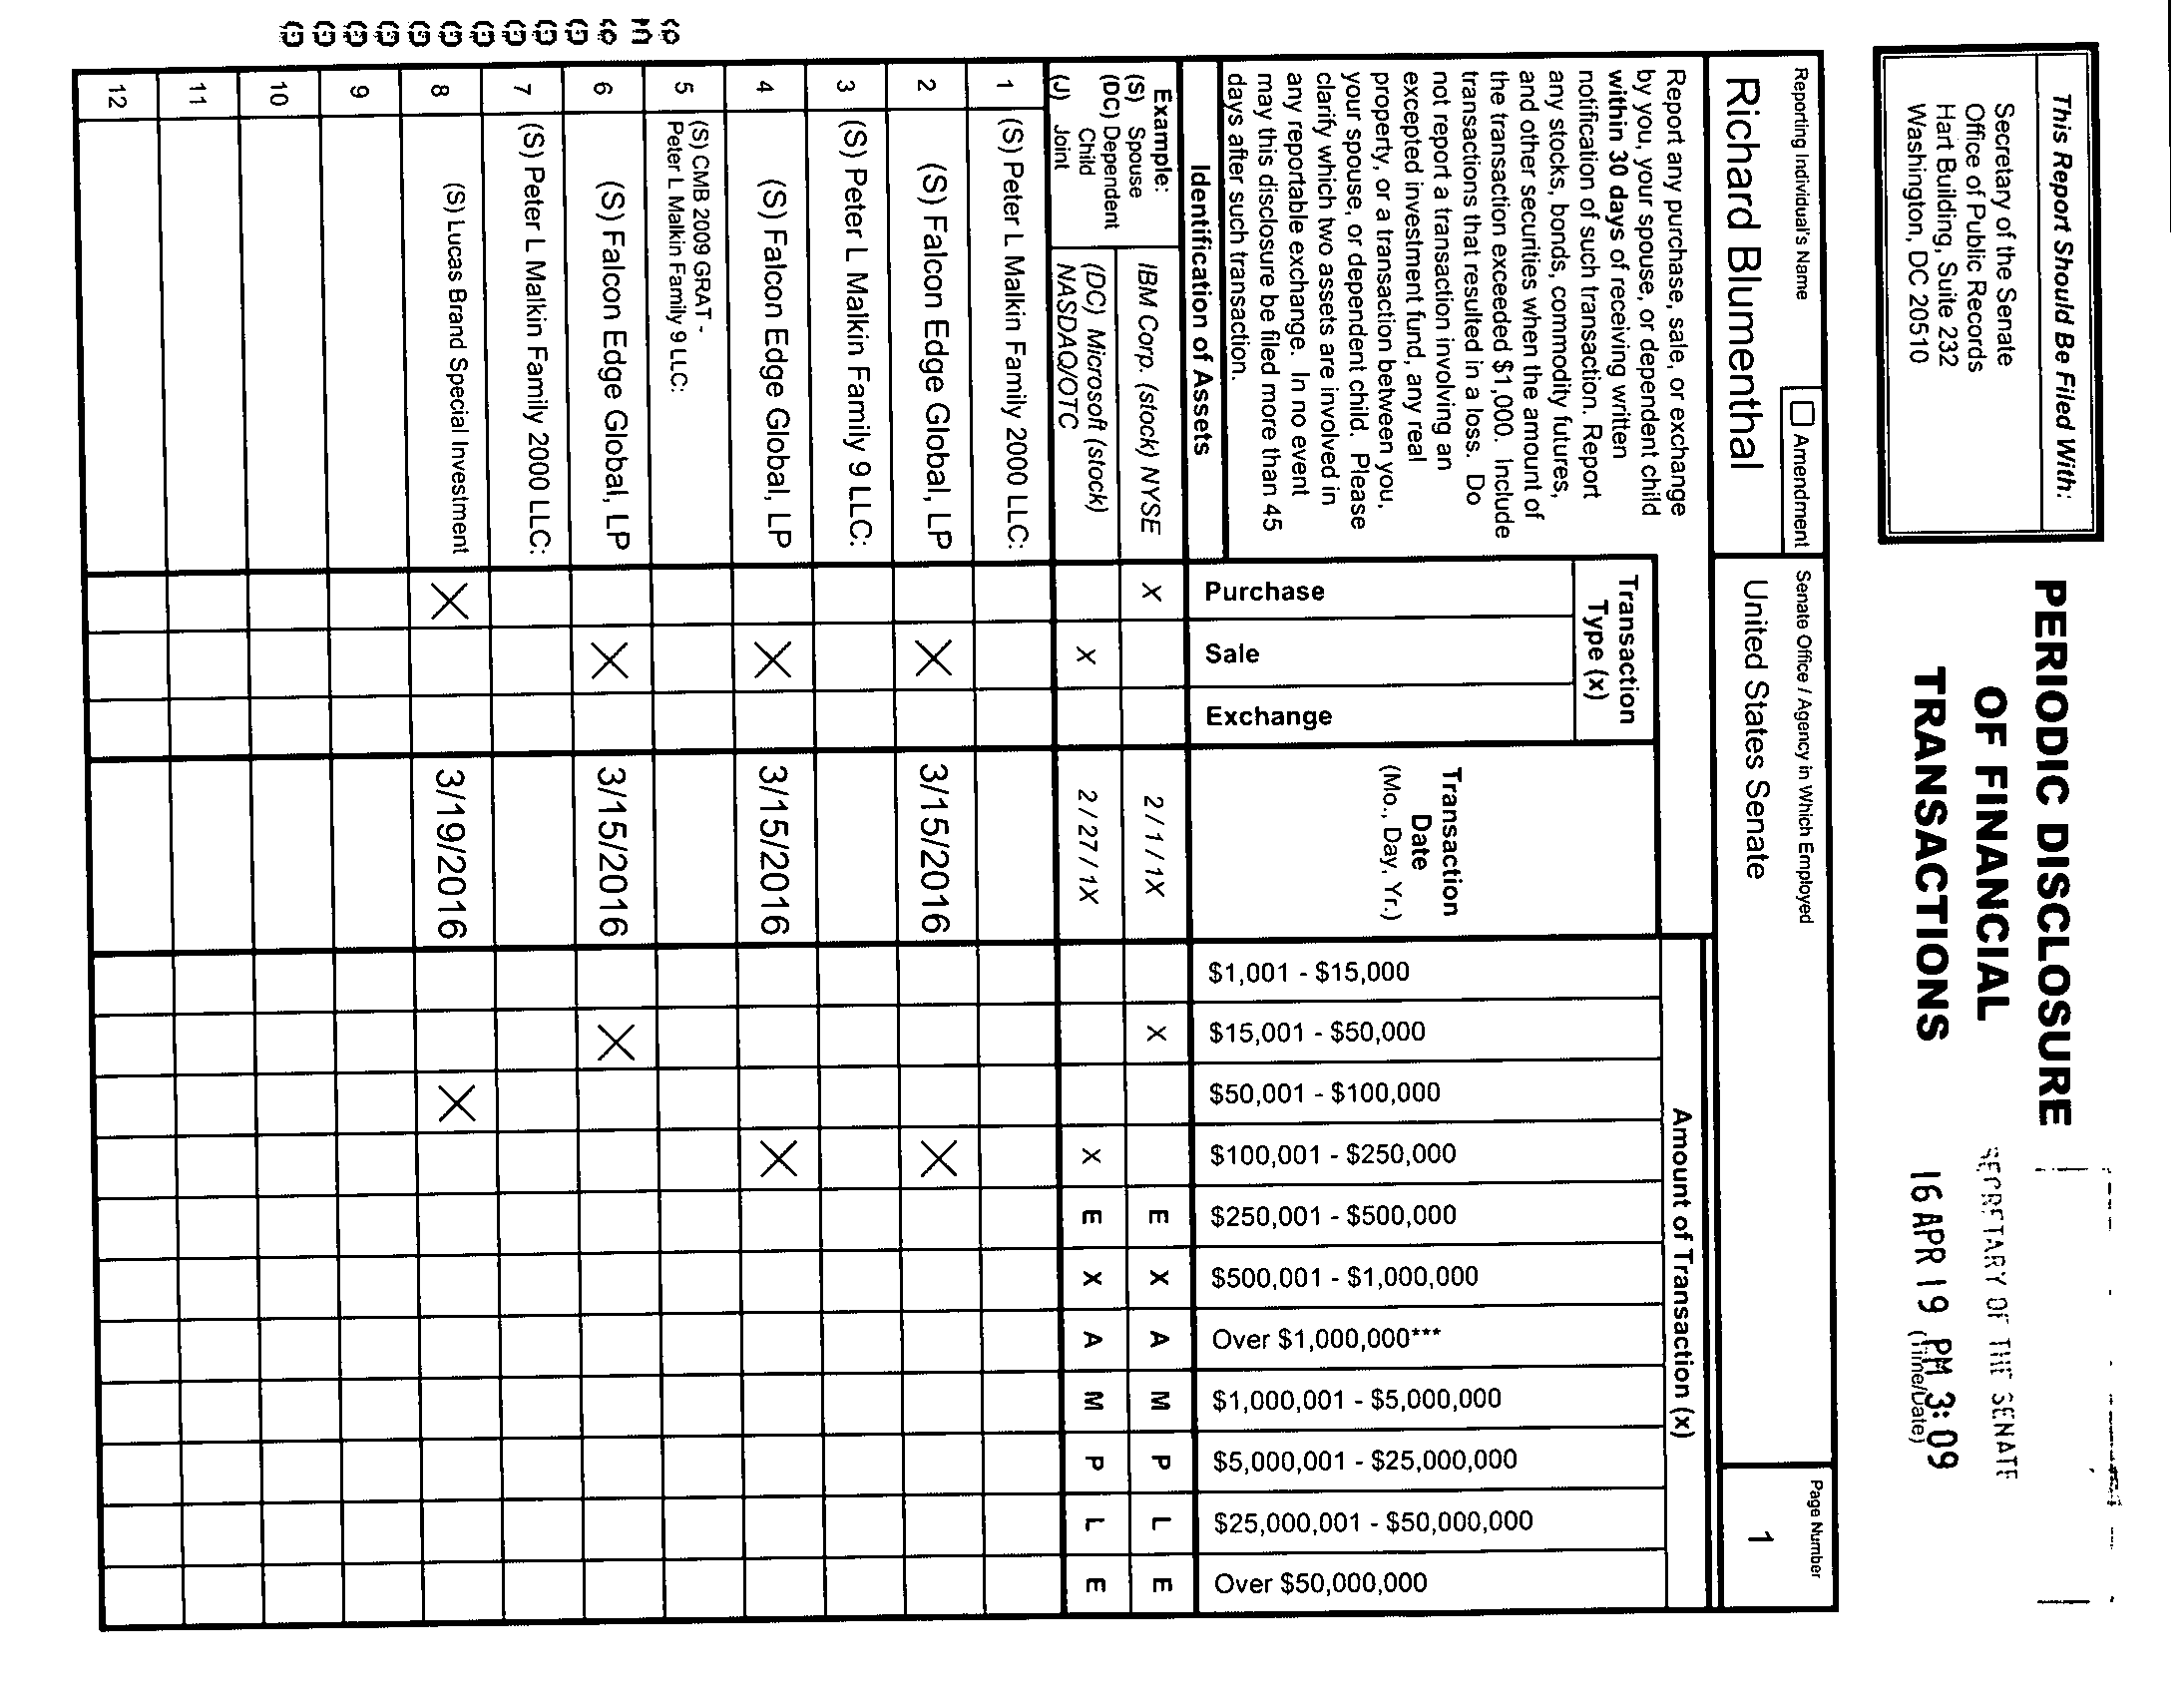 This Report Should Be Filed With:
Secretary of the Senate
Office of Public Records
Hart Building, Suite 232
Washington, DC 20510
PERIODIC DISCLOSURE
OF FINANCIAL
TRANSACTIONS
SECRETARY OF THE SENATE
16 APR 19 PM 3:09
(Time/Date)
Reporting Individual's Name
Amendment
Richard Blumenthal
Senate Office / Agency in Which Employed
United States Senate
Page Number
1
Report any purchase, sale, or exchange
by you, your spouse, or dependent child
within 30 days of receiving written
notification of such transaction. Report
any stocks, bonds, commodity futures,
and other securities when the amount of
the transaction exceeded $1,000. Include
transactions that resulted in a loss. Do
not report a transaction involving an
excepted investment fund, any real
property, or a transaction between you,
your spouse, or dependent child. Please
clarify which two assets are involved in
any reportable exchange. In no event
may this disclosure be filed more than 45
days after such transaction.
Transaction
Type (x)
Transaction
Date
(Mo., Day, Yr.)
Amount of Transaction (x)
Identification of Assets
Purchase
Sale
Exchange
$1,001 - $15,000
$15,001 - $50,000
$50,001 - $100,000
$100,001 - $250,000
$250,001 - $500,000
$500,001 - $1,000,000
Over $1,000,000***
$1,000,001 - $5,000,000
$5,000,001 - $25,000,000
$25,000,001 - $50,000,000
Over $50,000,000
Example:
(S) Spouse
(DC) Dependent
Child
(J) Joint
IBM Corp. (stock) NYSE X 2 / 1 / 1X X E X A M P L E
(DC) Microsoft (stock)
NASDAQ/OTC X 2 / 27 / 1X X E X A M P L E
1 (S) Peter L Malkin Family 2000 LLC:
2 (S) Falcon Edge Global, LP X 3/15/2016 X
3 (S) Peter L Malkin Family 9 LLC:
4 (S) Falcon Edge Global, LP X 3/15/2016 X
5 (S) CMB 2009 GRAT -
Peter L Malkin Family 9 LLC:
6 (S) Falcon Edge Global, LP X 3/15/2016 X
7 (S) Peter L Malkin Family 2000 LLC:
8 (S) Lucas Brand Special Investment X 3/19/2016 X
9
10
11
12